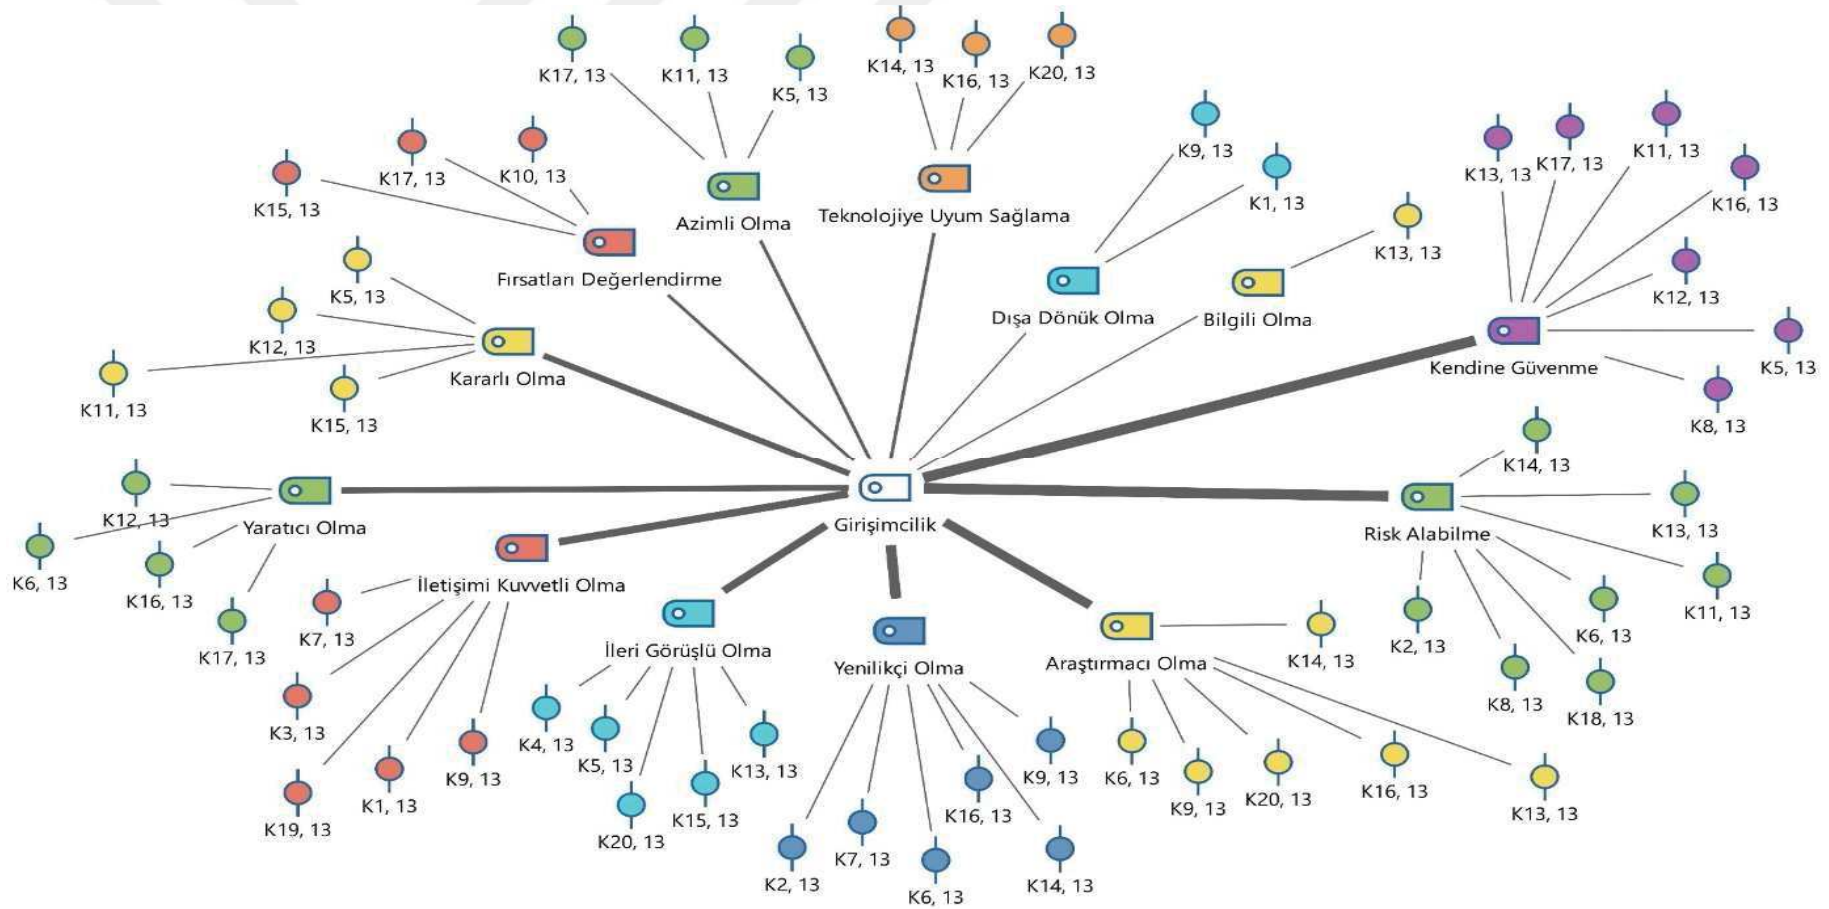 K17, 13
K11, 13
K5, 13
Azimli Olma
K14, 13
K16, 13
K20, 13
Teknolojiye Uyum Sağlama
K9, 13
K1, 13
Dışa Dönük Olma
K13, 13
Bilgili Olma
K13, 13
K17, 13
K11, 13
K16, 13
K12, 13
K5, 13
K8, 13
Kendine Güvenme
K15, 13
K17, 13
K10, 13
Fırsatları Değerlendirme
K5, 13
K12, 13
K11, 13
K15, 13
Kararlı Olma
Girişimcilik
K12, 13
K6, 13
K16, 13
K17, 13
Yaratıcı Olma
İletişimi Kuvvetli Olma
K7, 13
K3, 13
K19, 13
K1, 13
K9, 13
İleri Görüşlü Olma
K4, 13
K5, 13
K20, 13
K15, 13
K13, 13
Yenilikçi Olma
K2, 13
K7, 13
K6, 13
K16, 13
K14, 13
K9, 13
Araştırmacı Olma
K14, 13
K6, 13
K9, 13
K20, 13
K16, 13
K13, 13
Risk Alabilme
K14, 13
K13, 13
K11, 13
K6, 13
K2, 13
K8, 13
K18, 13